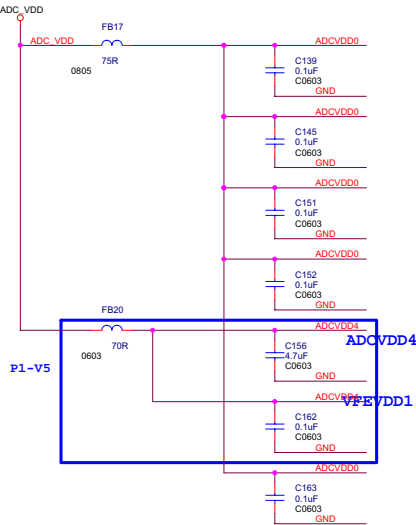 ADC_VDD
FB17
ADC_VDD
ADCVDD0
75R
0805
C139
0.1uF
C0603
GND
ADCVDD0
C145
0.1uF
C0603
GND
ADCVDD0
C151
0.1uF
C0603
GND
ADCVDD0
C152
0.1uF
C0603
GND
FB20
ADCVDD4
ADCVDD4
0603
70R
C156
4.7uF
C0603
P1-V5
GND
ADCVDD4
VFEVDD1
C162
0.1uF
C0603
GND
ADCVDD0
C163
0.1uF
C0603
GND